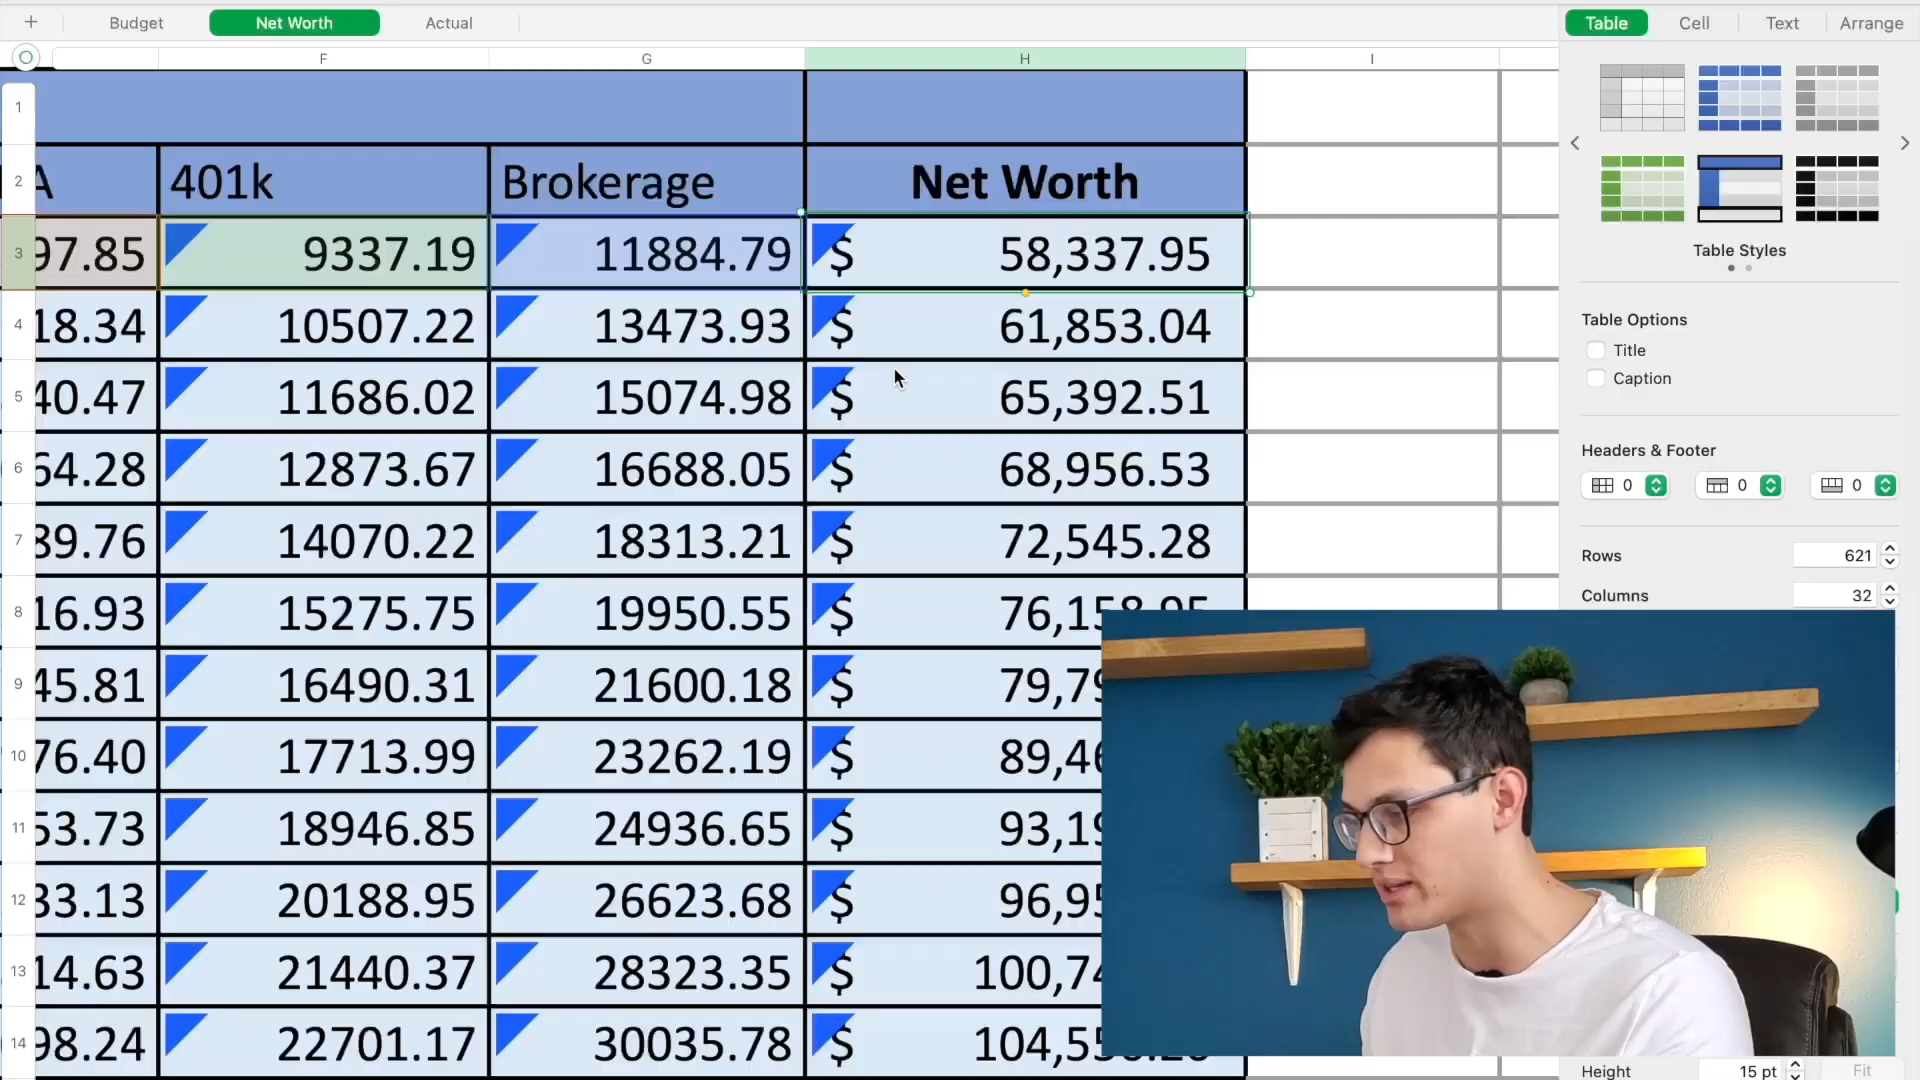 + Budget Net Worth Actual Table Cell Text Arrange
F G H I
1
2 A 401k Brokerage Net Worth
3 97.85 9337.19 11884.79 $ 58,337.95
4 18.34 10507.22 13473.93 $ 61,853.04
5 40.47 11686.02 15074.98 $ 65,392.51
6 64.28 12873.67 16688.05 $ 68,956.53
7 89.76 14070.22 18313.21 $ 72,545.28
8 16.93 15275.75 19950.55 $ 76,158.95
9 45.81 16490.31 21600.18 $ 79,79
10 76.40 17713.99 23262.19 $ 89,46
11 53.73 18946.85 24936.65 $ 93,19
12 33.13 20188.95 26623.68 $ 96,95
13 14.63 21440.37 28323.35 $ 100,74
14 98.24 22701.17 30035.78 $ 104,5
Table Styles
Table Options
Title
Caption
Headers & Footer
0 0 0
Rows 621
Columns 32
Height 15 pt Fit